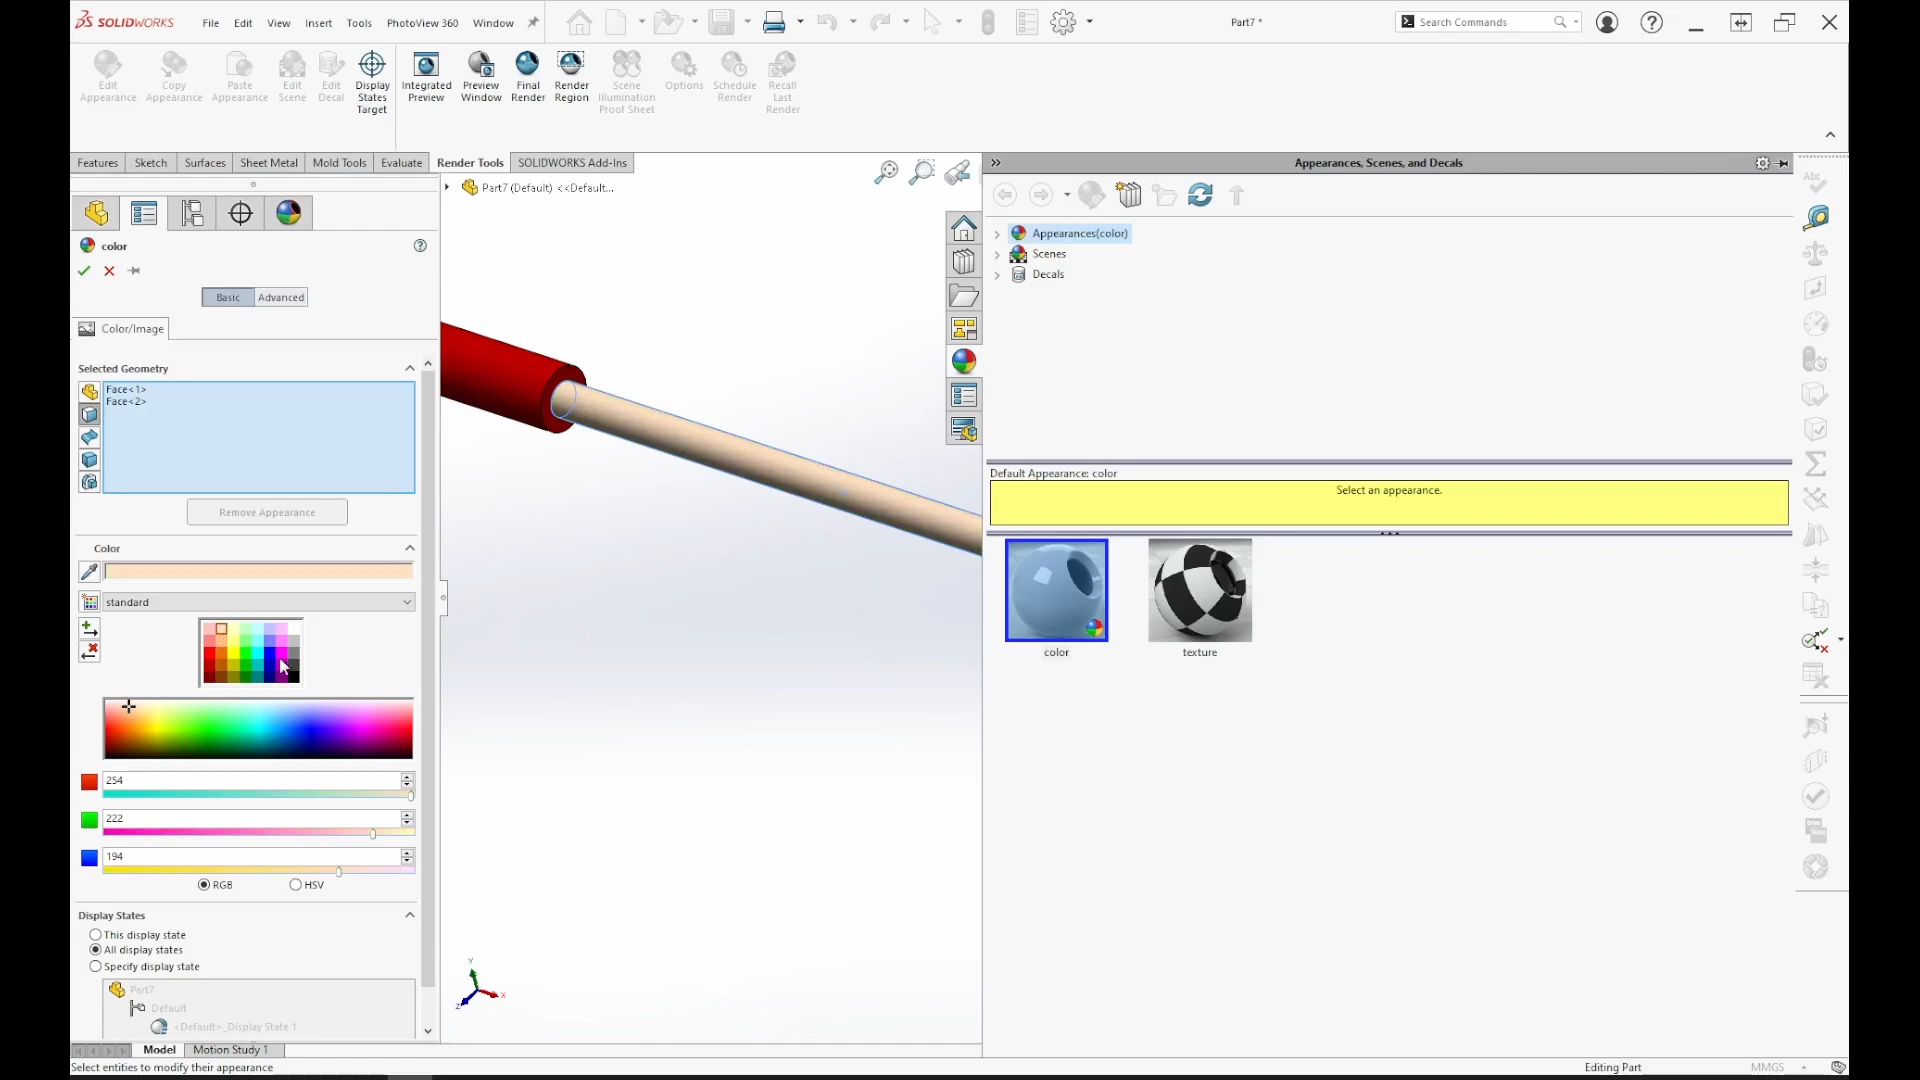 SOLIDWORKS File Edit View Insert Tools PhotoView 360 Window Part7 * Search Commands
Edit Appearance
Copy Appearance
Paste Appearance
Edit Scene
Edit Decal
Display States Target
Integrated Preview
Preview Window
Final Render
Render Region
Scene Illumination Proof Sheet
Options
Schedule Render
Recall Last Render
Features Sketch Surfaces Sheet Metal Mold Tools Evaluate Render Tools SOLIDWORKS Add-Ins
Part7 (Default) <<Default...
color
Basic Advanced
Color/Image
Selected Geometry
Face<1>
Face<2>
Remove Appearance
Color
standard
254
222
194
RGB HSV
Display States
This display state
All display states
Specify display state
Part7
Default
<Default>_Display State 1
Y
X
Z
Appearances, Scenes, and Decals
Appearances(color)
Scenes
Decals
Default Appearance: color
Select an appearance.
color texture
Abc
Model Motion Study 1
Select entities to modify their appearance Editing Part MMGS